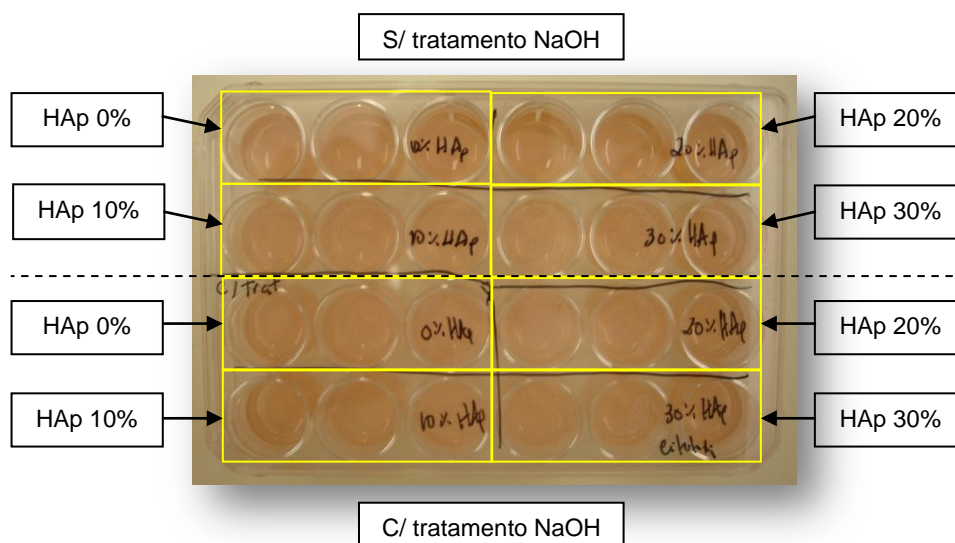 S/ tratamento NaOH
HAp 0%
HAp 20%
0% HAp
20% HAp
HAp 10%
HAp 30%
10% HAp
30% HAp
C/ Trat
HAp 0%
HAp 20%
0% HAp
20% HAp
HAp 10%
HAp 30%
10% HAp
30% HAp
C/ tratamento NaOH